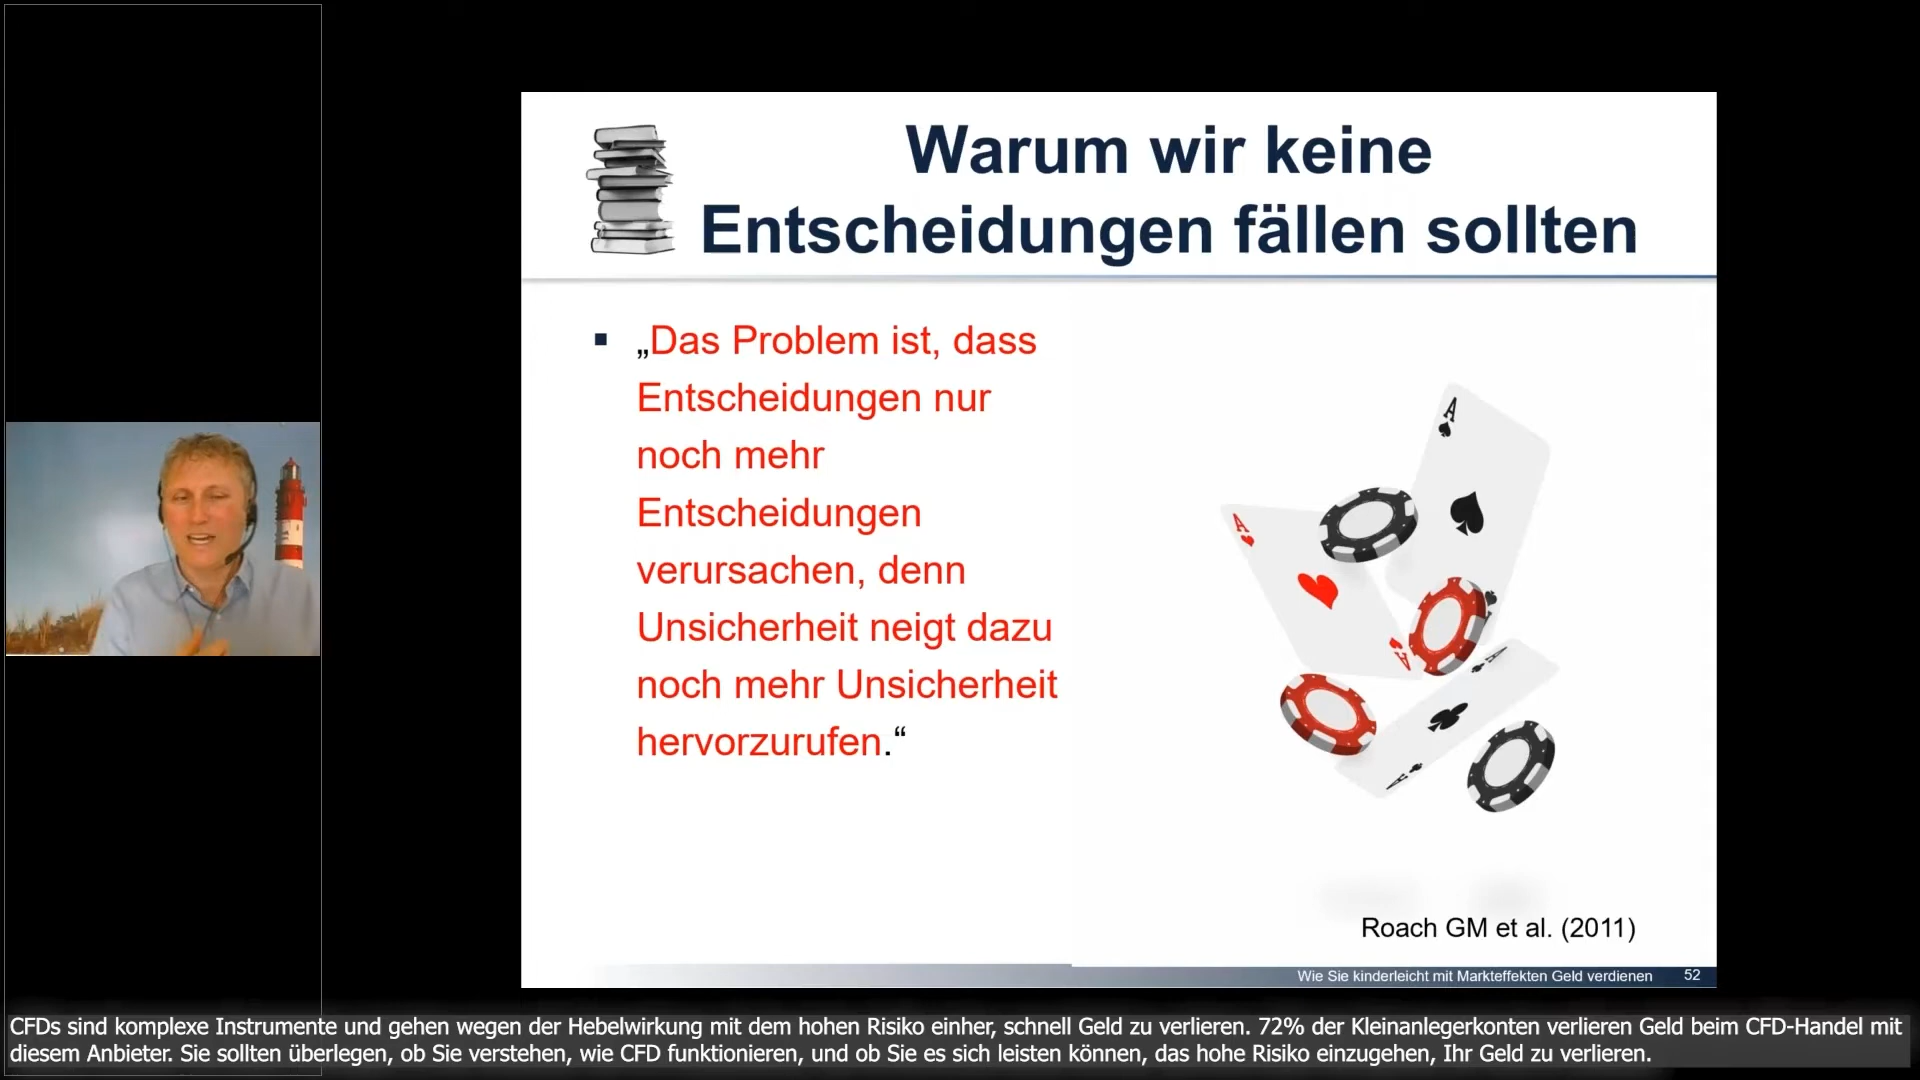 Warum wir keine
Entscheidungen fällen sollten
▪ „Das Problem ist, dass
Entscheidungen nur
noch mehr
Entscheidungen
verursachen, denn
Unsicherheit neigt dazu
noch mehr Unsicherheit
hervorzurufen.“
A
A
A
A
A
Roach GM et al. (2011)
Wie Sie kinderleicht mit Markteffekten Geld verdienen 52
CFDs sind komplexe Instrumente und gehen wegen der Hebelwirkung mit dem hohen Risiko einher, schnell Geld zu verlieren. 72% der Kleinanlegerkonten verlieren Geld beim CFD-Handel mit
diesem Anbieter. Sie sollten überlegen, ob Sie verstehen, wie CFD funktionieren, und ob Sie es sich leisten können, das hohe Risiko einzugehen, Ihr Geld zu verlieren.